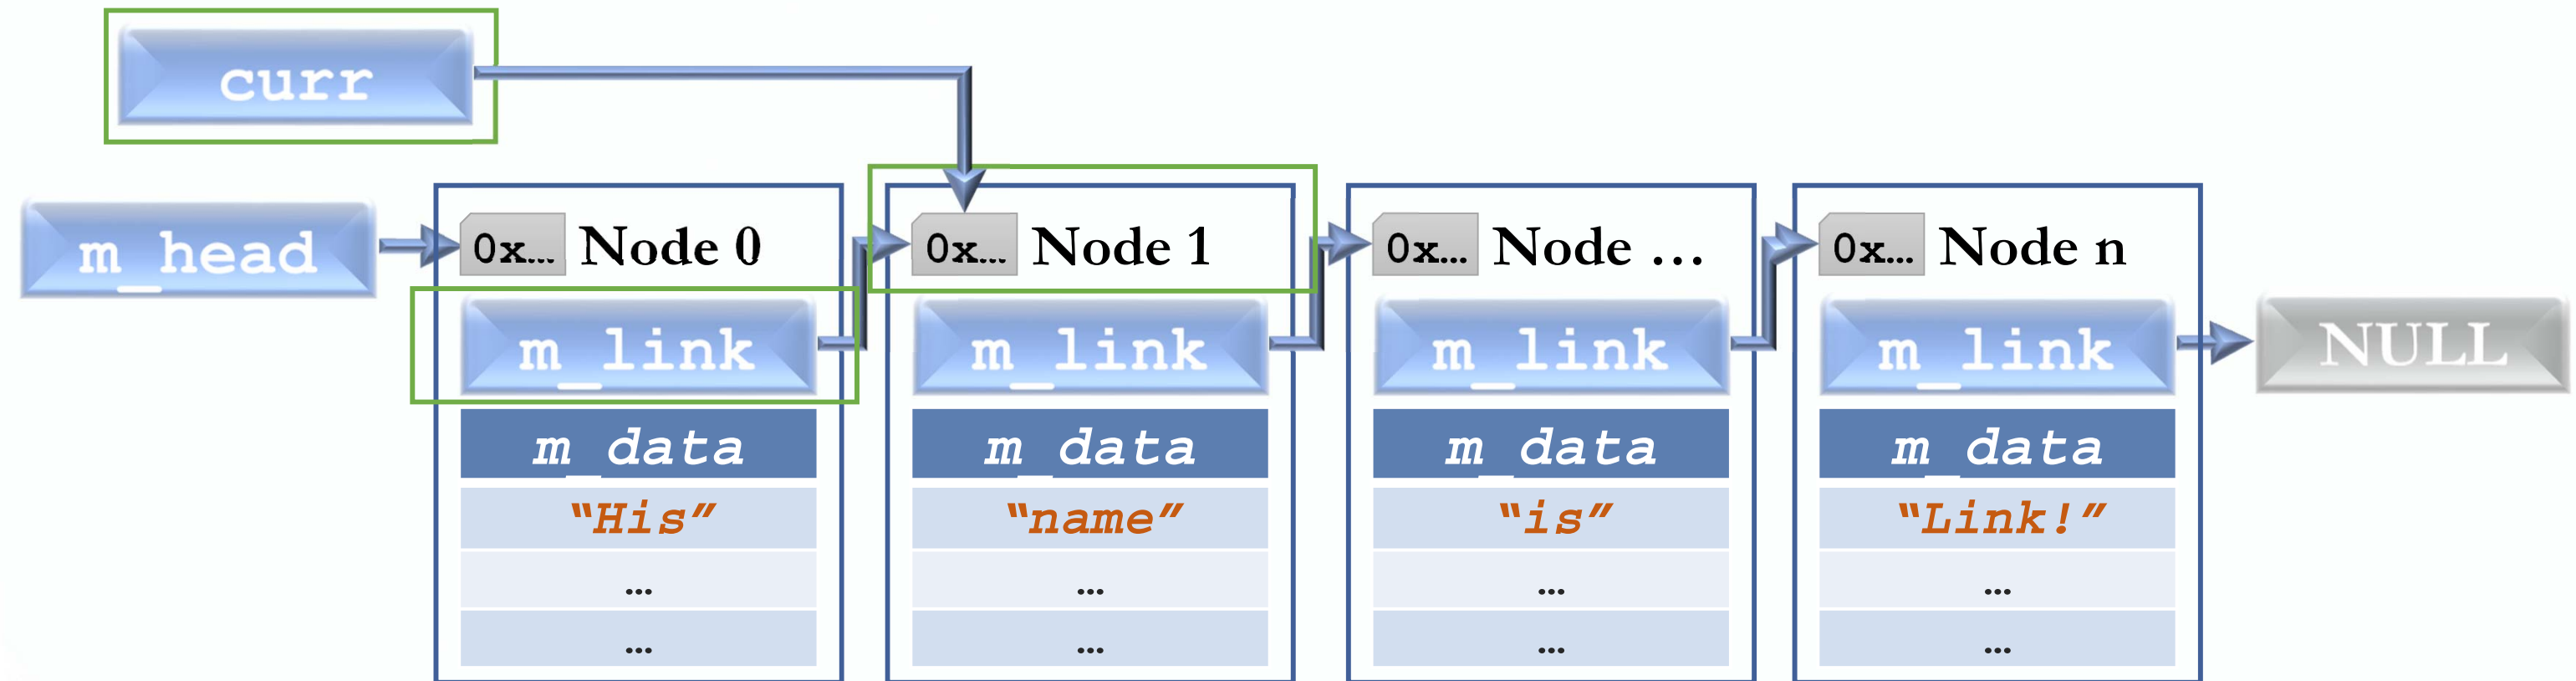 curr
m_head
0x… Node 0
m_link
m_data
“His”
…
…
0x… Node 1
m_link
m_data
“name”
…
…
0x… Node …
m_link
m_data
“is”
…
…
0x… Node n
m_link
m_data
“Link!”
…
…
NULL